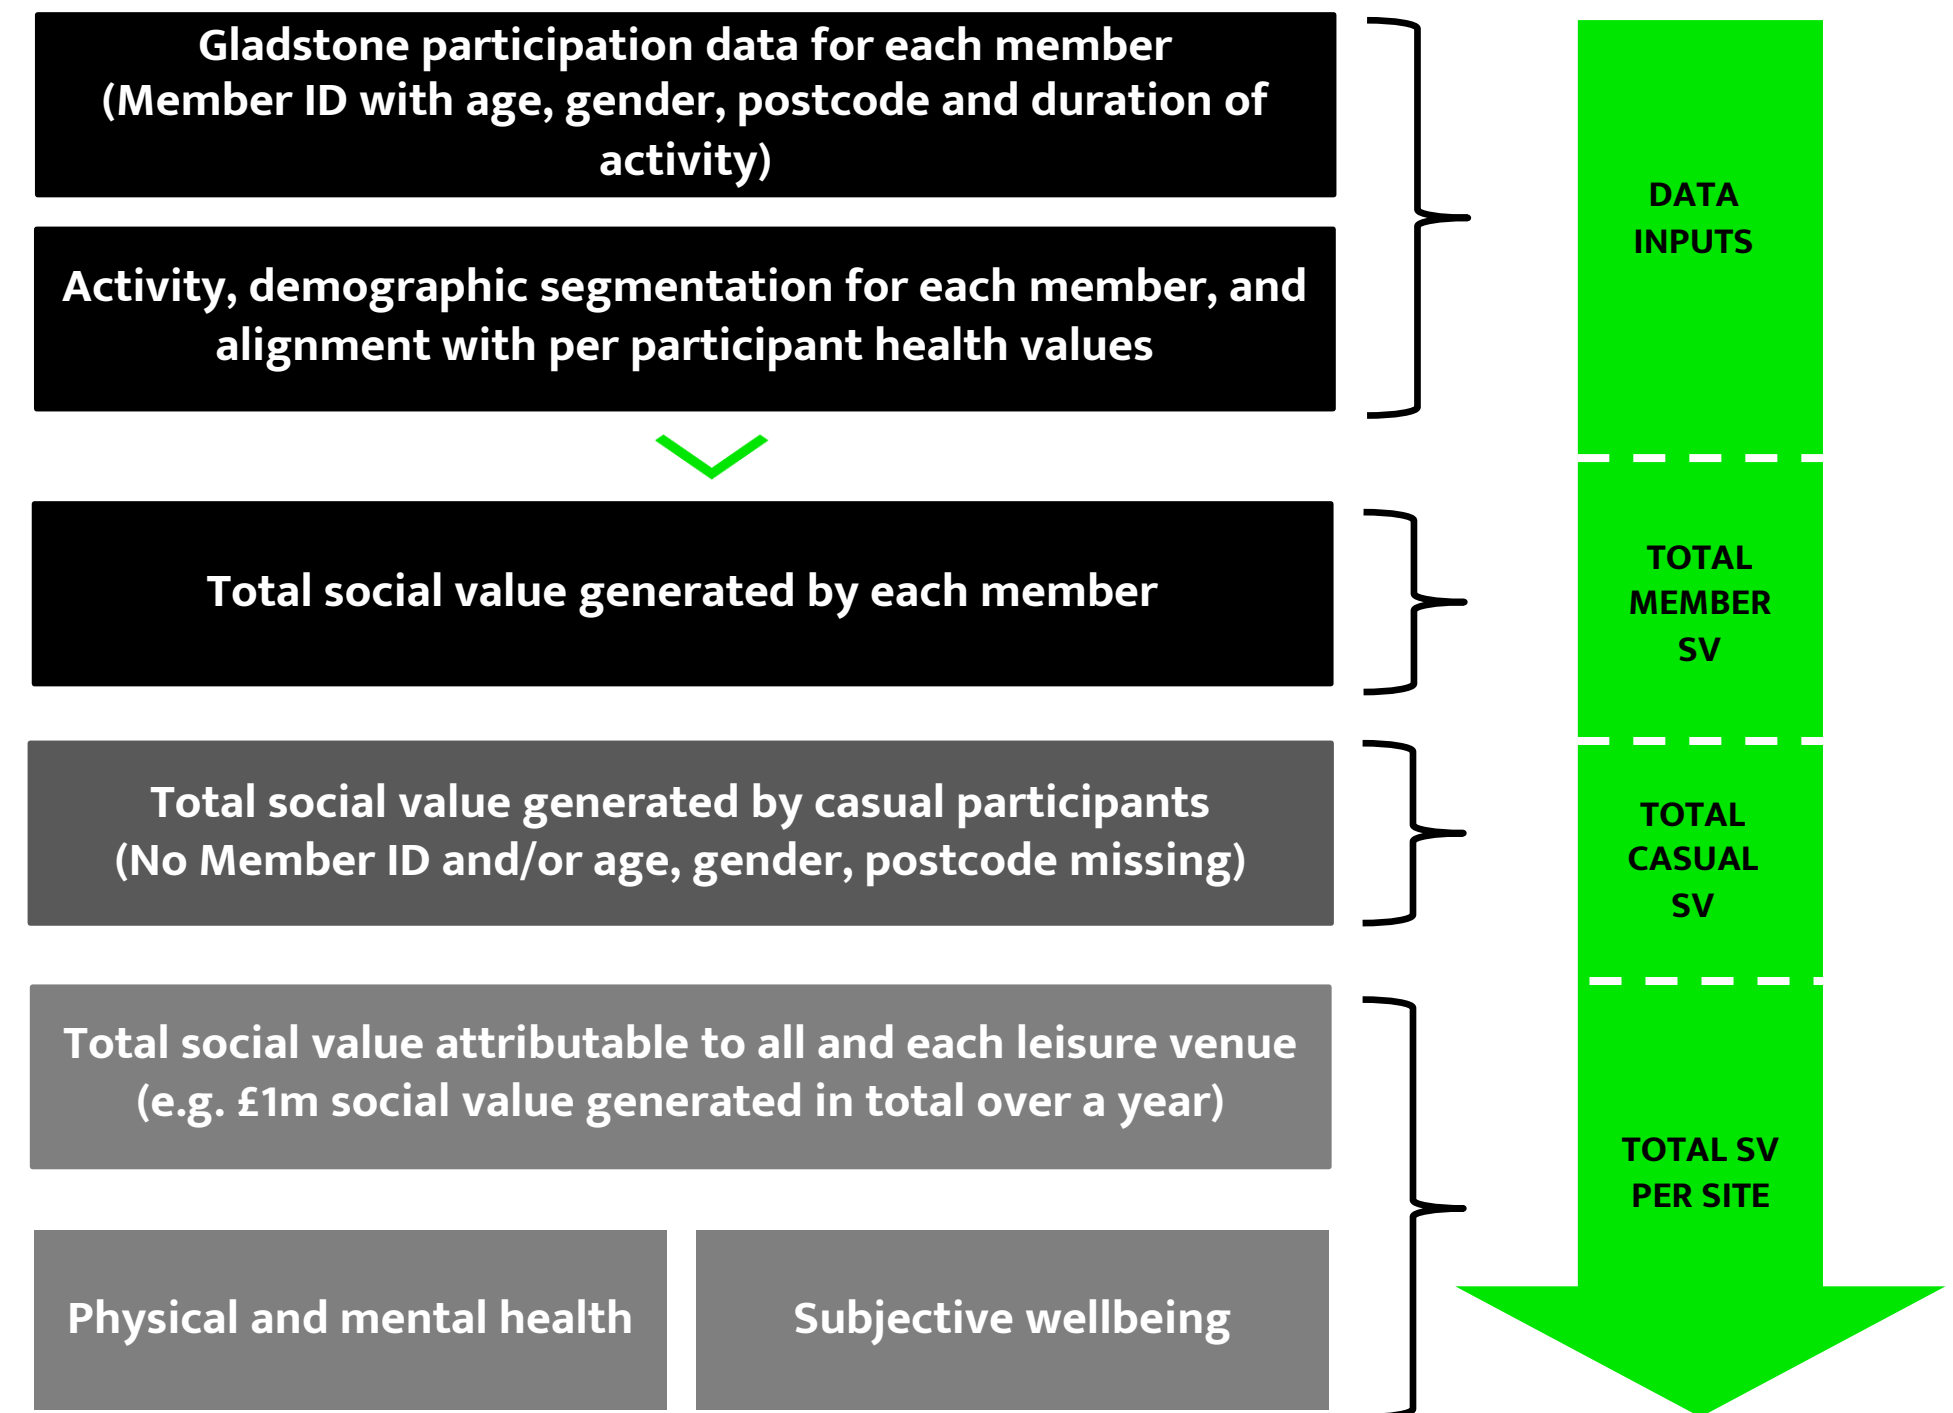 Gladstone participation data for each member
(Member ID with age, gender, postcode and duration of
activity)
DATA
INPUTS
Activity, demographic segmentation for each member, and
alignment with per participant health values
Total social value generated by each member
TOTAL
MEMBER
SV
Total social value generated by casual participants
(No Member ID and/or age, gender, postcode missing)
TOTAL
CASUAL
SV
Total social value attributable to all and each leisure venue
(e.g. £1m social value generated in total over a year)
TOTAL SV
PER SITE
Physical and mental health
Subjective wellbeing